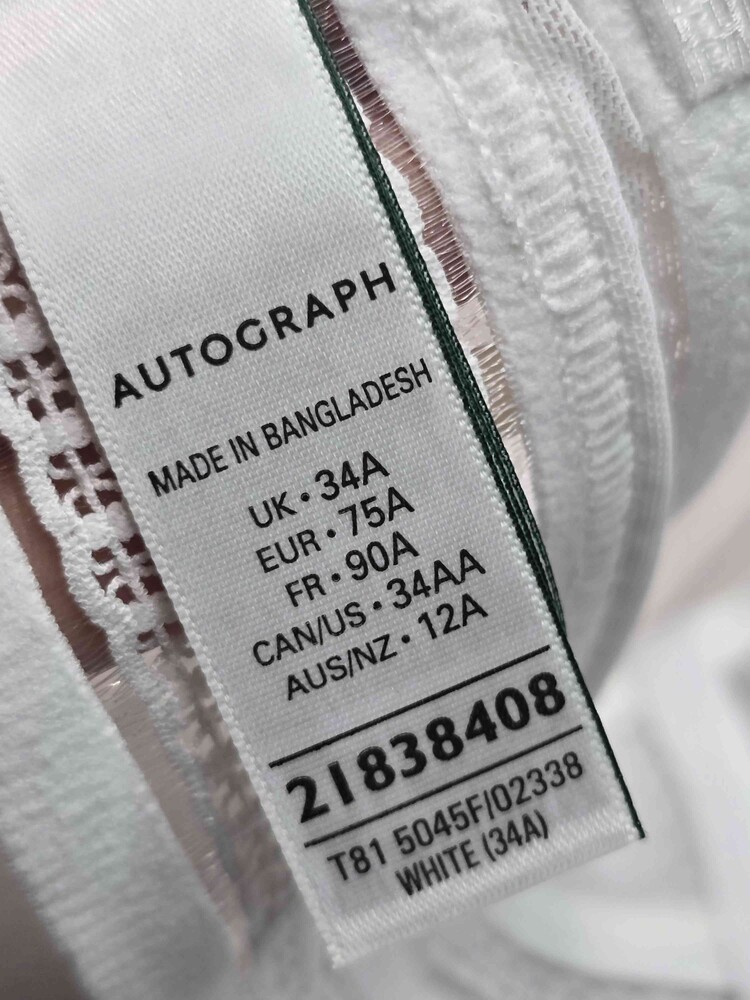 AUTOGRAPH
MADE IN BANGLADESH
UK • 34A
EUR • 75A
FR • 90A
CAN/US • 34AA
AUS/NZ • 12A
21838408
T81 5045F/02338
WHITE (34A)